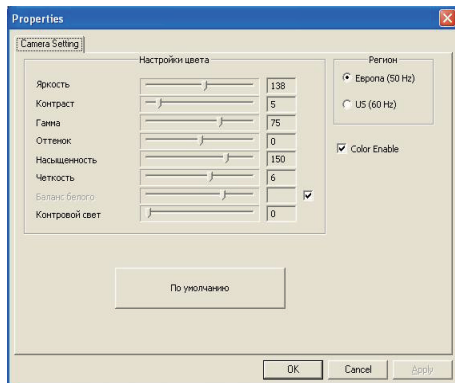 Properties
Camera Setting
Настройки цвета
Яркость 138
Контраст 5
Гамма 75
Оттенок 0
Насыщенность 150
Четкость 6
Баланс белого
Контровой свет 0
Регион
Европа (50 Hz)
US (60 Hz)
Color Enable
По умолчанию
OK Cancel Apply